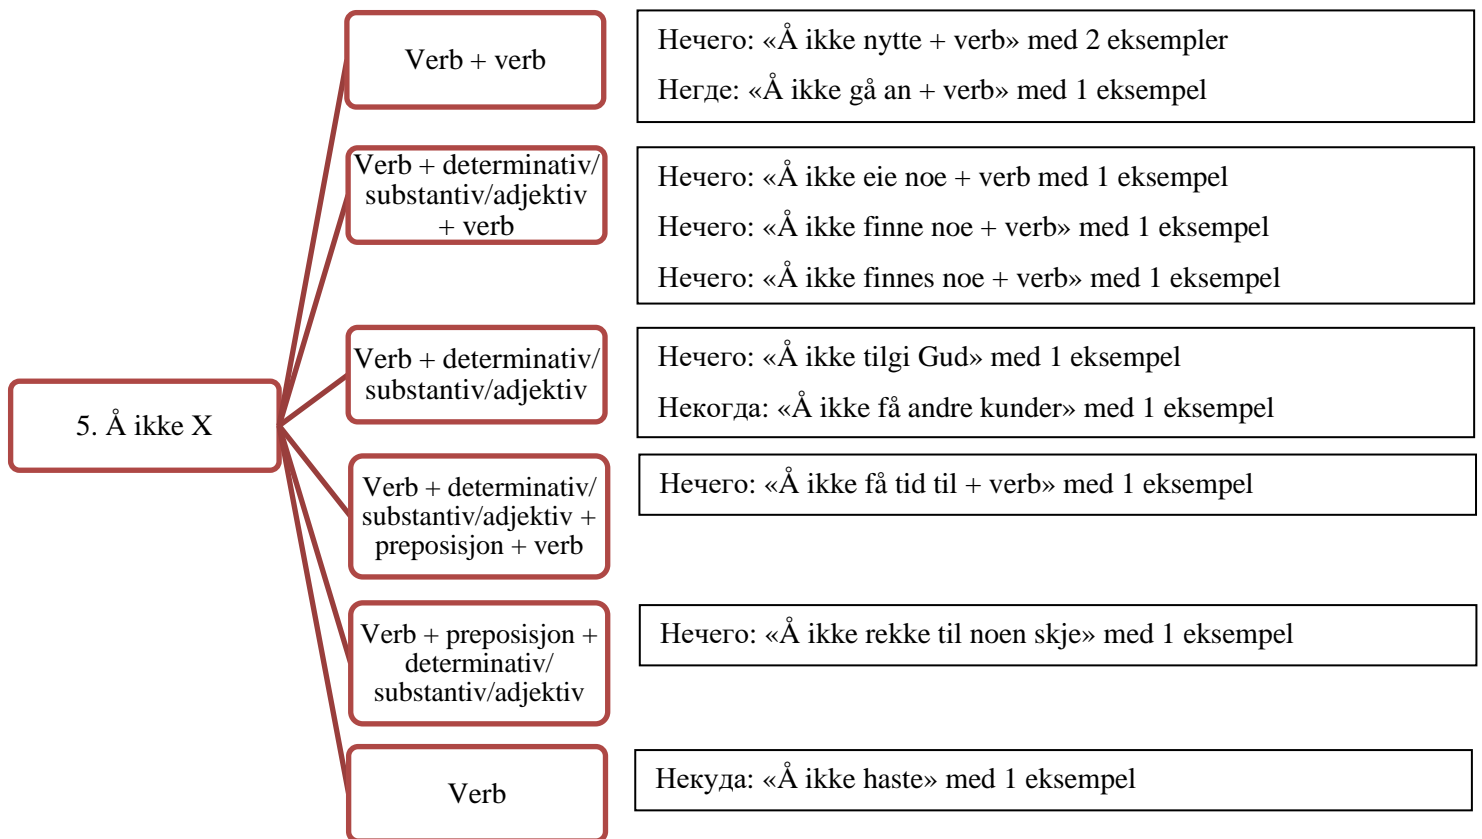 5. Å ikke X
Verb + verb
Нечего: «Å ikke nytte + verb» med 2 eksempler
Негде: «Å ikke gå an + verb» med 1 eksempel
Verb + determinativ/
substantiv/adjektiv
+ verb
Нечего: «Å ikke eie noe + verb med 1 eksempel
Нечего: «Å ikke finne noe + verb» med 1 eksempel
Нечего: «Å ikke finnes noe + verb» med 1 eksempel
Verb + determinativ/
substantiv/adjektiv
Нечего: «Å ikke tilgi Gud» med 1 eksempel
Некогда: «Å ikke få andre kunder» med 1 eksempel
Verb + determinativ/
substantiv/adjektiv +
preposisjon + verb
Нечего: «Å ikke få tid til + verb» med 1 eksempel
Verb + preposisjon +
determinativ/
substantiv/adjektiv
Нечего: «Å ikke rekke til noen skje» med 1 eksempel
Verb
Некуда: «Å ikke haste» med 1 eksempel